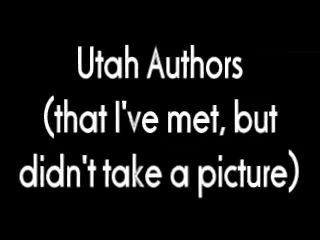 Utah Authors
(that I've met, but
didn't take a picture)